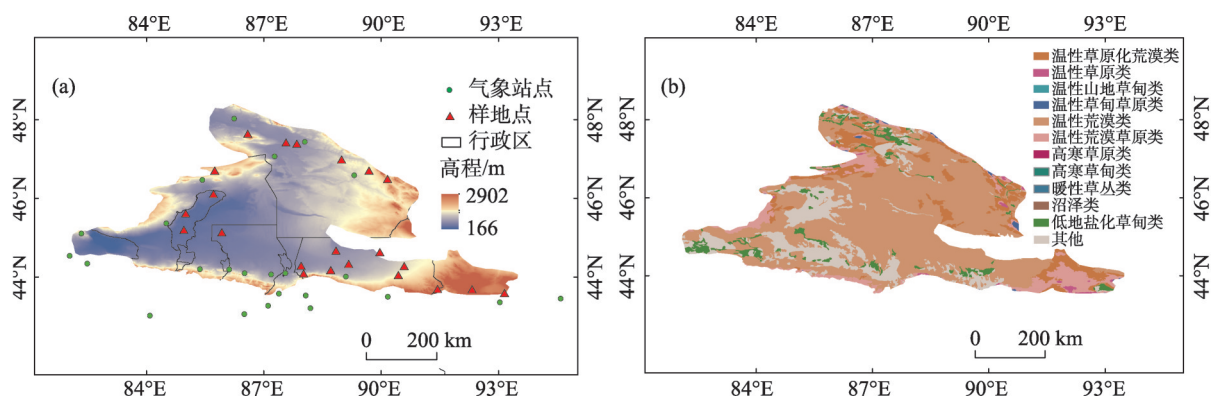 84°E 87°E 90°E 93°E
(a)
气象站点
样地点
行政区
高程/m
2902
166
48°N
46°N
44°N
48°N
46°N
44°N
0 200 km
84°E 87°E 90°E 93°E
84°E 87°E 90°E 93°E
(b)
温性草原化荒漠类
温性草原类
温性山地草甸类
温性草甸草原类
温性荒漠类
温性荒漠草原类
高寒草原类
高寒草甸类
暖性草丛类
沼泽类
低地盐化草甸类
其他
48°N
46°N
44°N
48°N
46°N
44°N
0 200 km
84°E 87°E 90°E 93°E